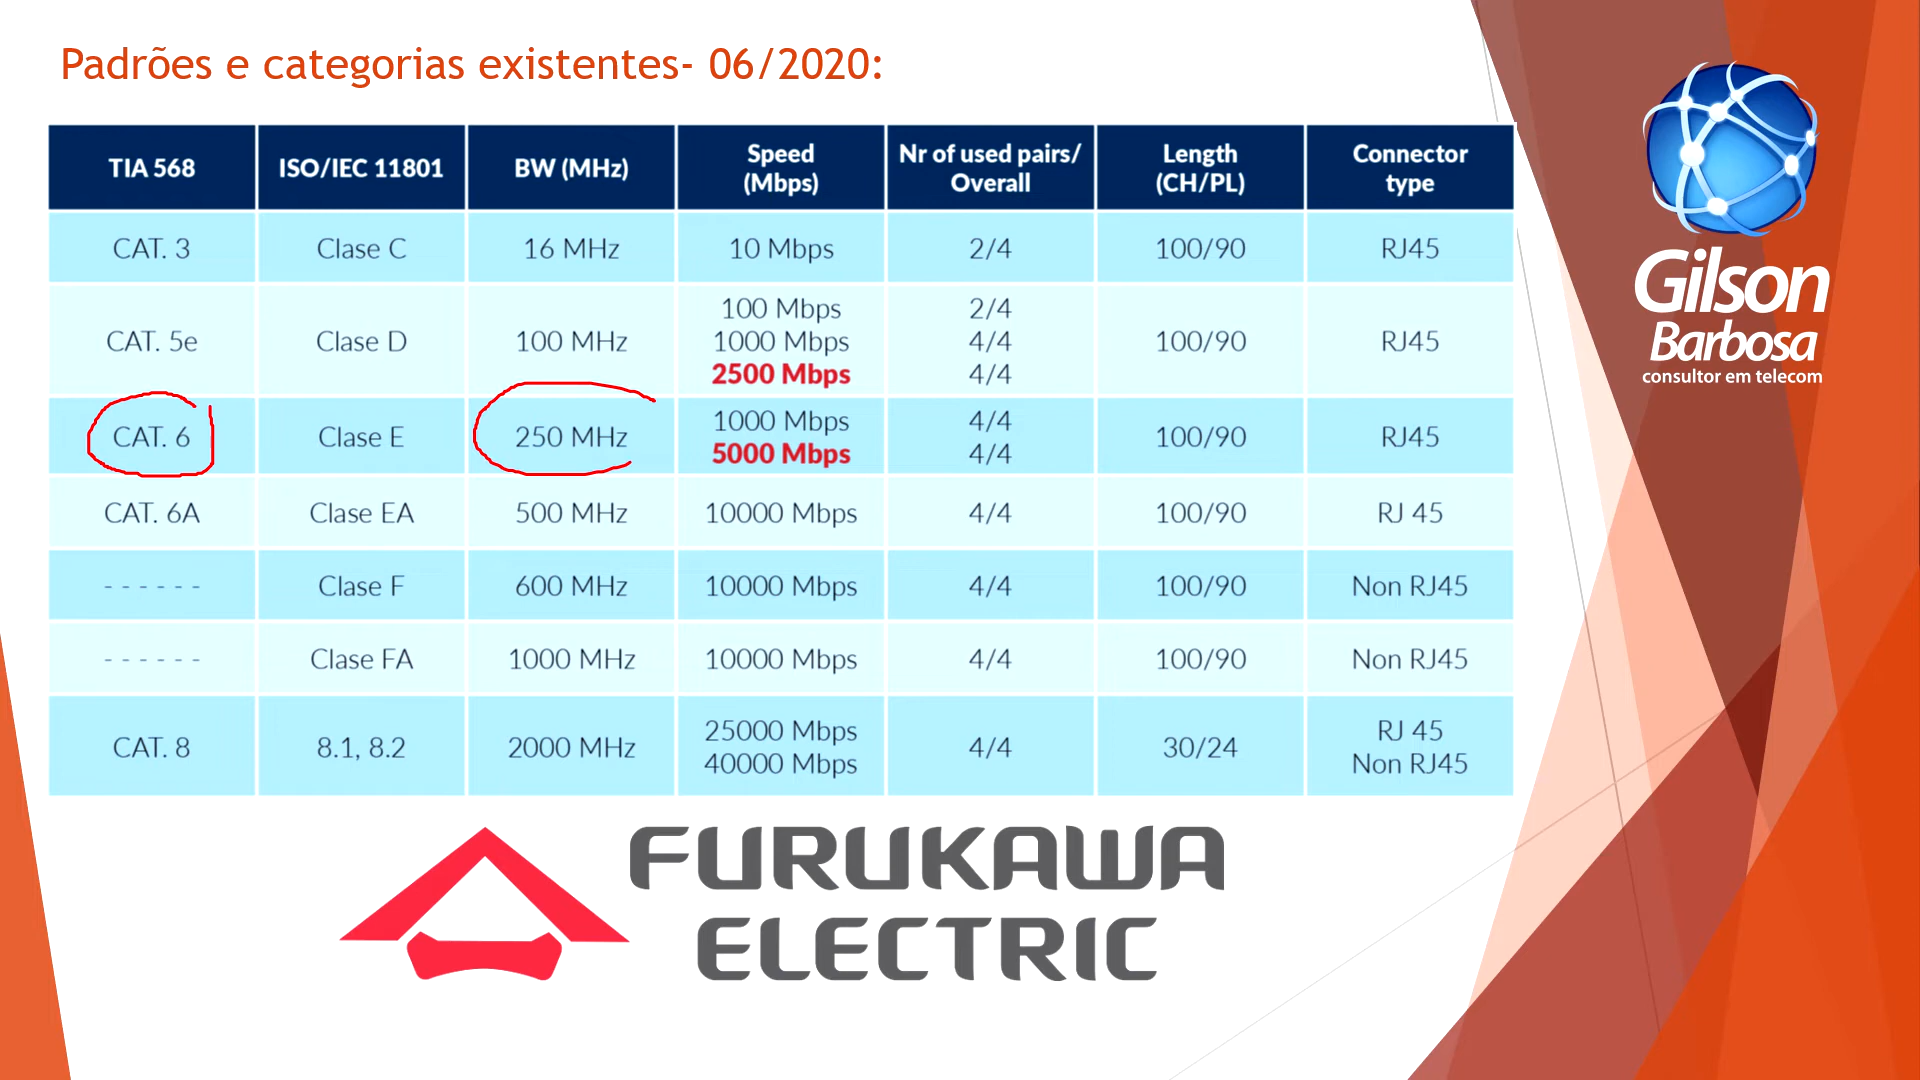 Padrões e categorias existentes- 06/2020:
TIA 568 ISO/IEC 11801 BW (MHz) Speed (Mbps) Nr of used pairs/ Overall Length (CH/PL) Connector type
CAT. 3 Clase C 16 MHz 10 Mbps 2/4 100/90 RJ45
CAT. 5e Clase D 100 MHz 100 Mbps 1000 Mbps 2500 Mbps 2/4 4/4 4/4 100/90 RJ45
CAT. 6 Clase E 250 MHz 1000 Mbps 5000 Mbps 4/4 4/4 100/90 RJ45
CAT. 6A Clase EA 500 MHz 10000 Mbps 4/4 100/90 RJ 45
- - - - - - Clase F 600 MHz 10000 Mbps 4/4 100/90 Non RJ45
- - - - - - Clase FA 1000 MHz 10000 Mbps 4/4 100/90 Non RJ45
CAT. 8 8.1, 8.2 2000 MHz 25000 Mbps 40000 Mbps 4/4 30/24 RJ 45 Non RJ45
Gilson
Barbosa
consultor em telecom
FURUKAWA
ELECTRIC